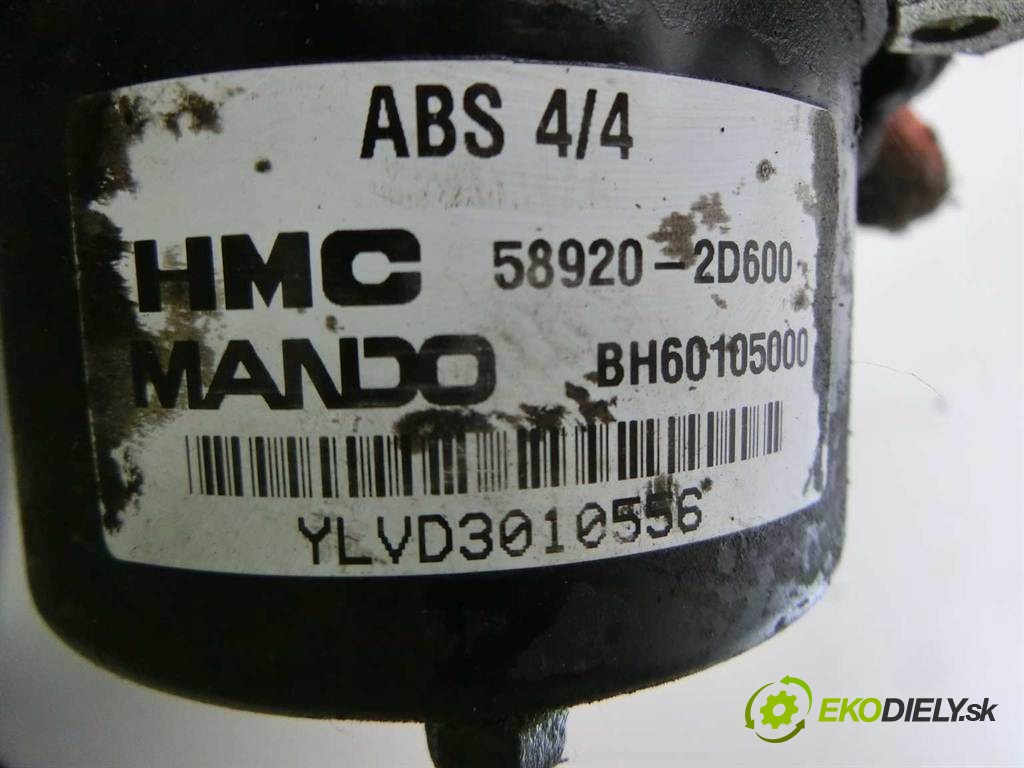 ABS 4/4
HMC 58920-2D600
MANDO BH60105000
YLVD3010556
EKODIELY.sk